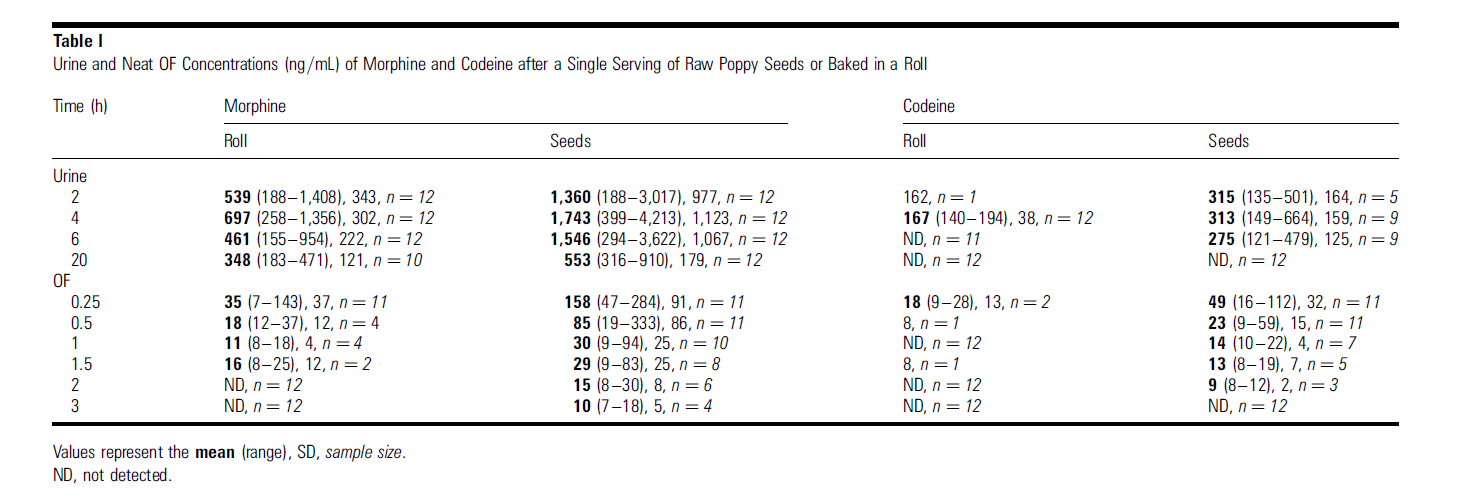 Table I
Urine and Neat OF Concentrations (ng/mL) of Morphine and Codeine after a Single Serving of Raw Poppy Seeds or Baked in a Roll
Time (h) Morphine Codeine
Roll Seeds Roll Seeds
Urine
2 539 (188–1,408), 343, n = 12 1,360 (188–3,017), 977, n = 12 162, n = 1 315 (135–501), 164, n = 5
4 697 (258–1,356), 302, n = 12 1,743 (399–4,213), 1,123, n = 12 167 (140–194), 38, n = 12 313 (149–664), 159, n = 9
6 461 (155–954), 222, n = 12 1,546 (294–3,622), 1,067, n = 12 ND, n = 11 275 (121–479), 125, n = 9
20 348 (183–471), 121, n = 10 553 (316–910), 179, n = 12 ND, n = 12 ND, n = 12
OF
0.25 35 (7–143), 37, n = 11 158 (47–284), 91, n = 11 18 (9–28), 13, n = 2 49 (16–112), 32, n = 11
0.5 18 (12–37), 12, n = 4 85 (19–333), 86, n = 11 8, n = 1 23 (9–59), 15, n = 11
1 11 (8–18), 4, n = 4 30 (9–94), 25, n = 10 ND, n = 12 14 (10–22), 4, n = 7
1.5 16 (8–25), 12, n = 2 29 (9–83), 25, n = 8 8, n = 1 13 (8–19), 7, n = 5
2 ND, n = 12 15 (8–30), 8, n = 6 ND, n = 12 9 (8–12), 2, n = 3
3 ND, n = 12 10 (7–18), 5, n = 4 ND, n = 12 ND, n = 12
Values represent the mean (range), SD, sample size.
ND, not detected.